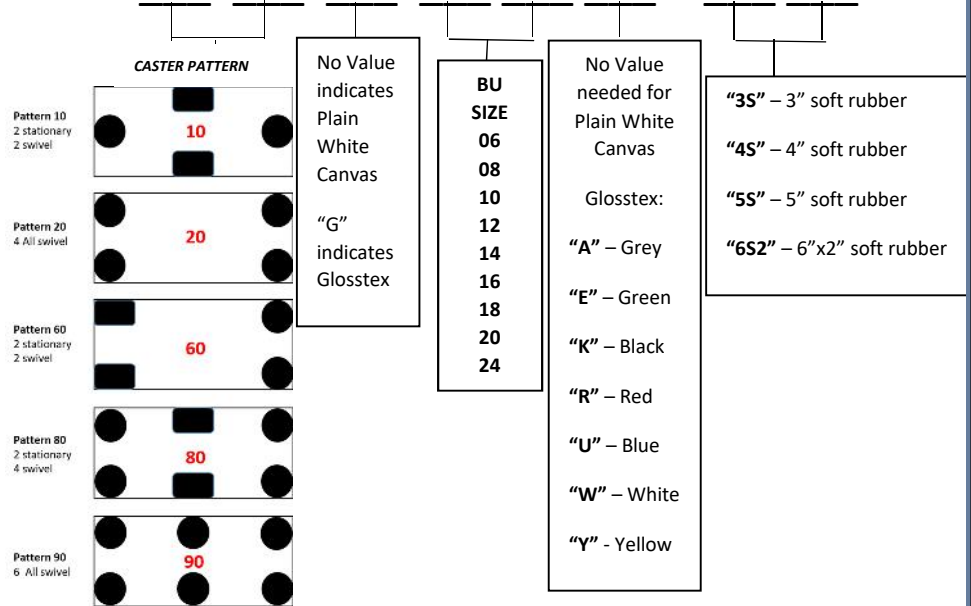 CASTER PATTERN
Pattern 10
2 stationary
2 swivel
10
Pattern 20
4 All swivel
20
Pattern 60
2 stationary
2 swivel
60
Pattern 80
2 stationary
4 swivel
80
Pattern 90
6 All swivel
90
No Value
indicates
Plain
White
Canvas
“G”
indicates
Glosstex
BU
SIZE
06
08
10
12
14
16
18
20
24
No Value
needed for
Plain White
Canvas
Glosstex:
“A” – Grey
“E” – Green
“K” – Black
“R” – Red
“U” – Blue
“W” – White
“Y” - Yellow
“3S” – 3” soft rubber
“4S” – 4” soft rubber
“5S” – 5” soft rubber
“6S2” – 6”x2” soft rubber